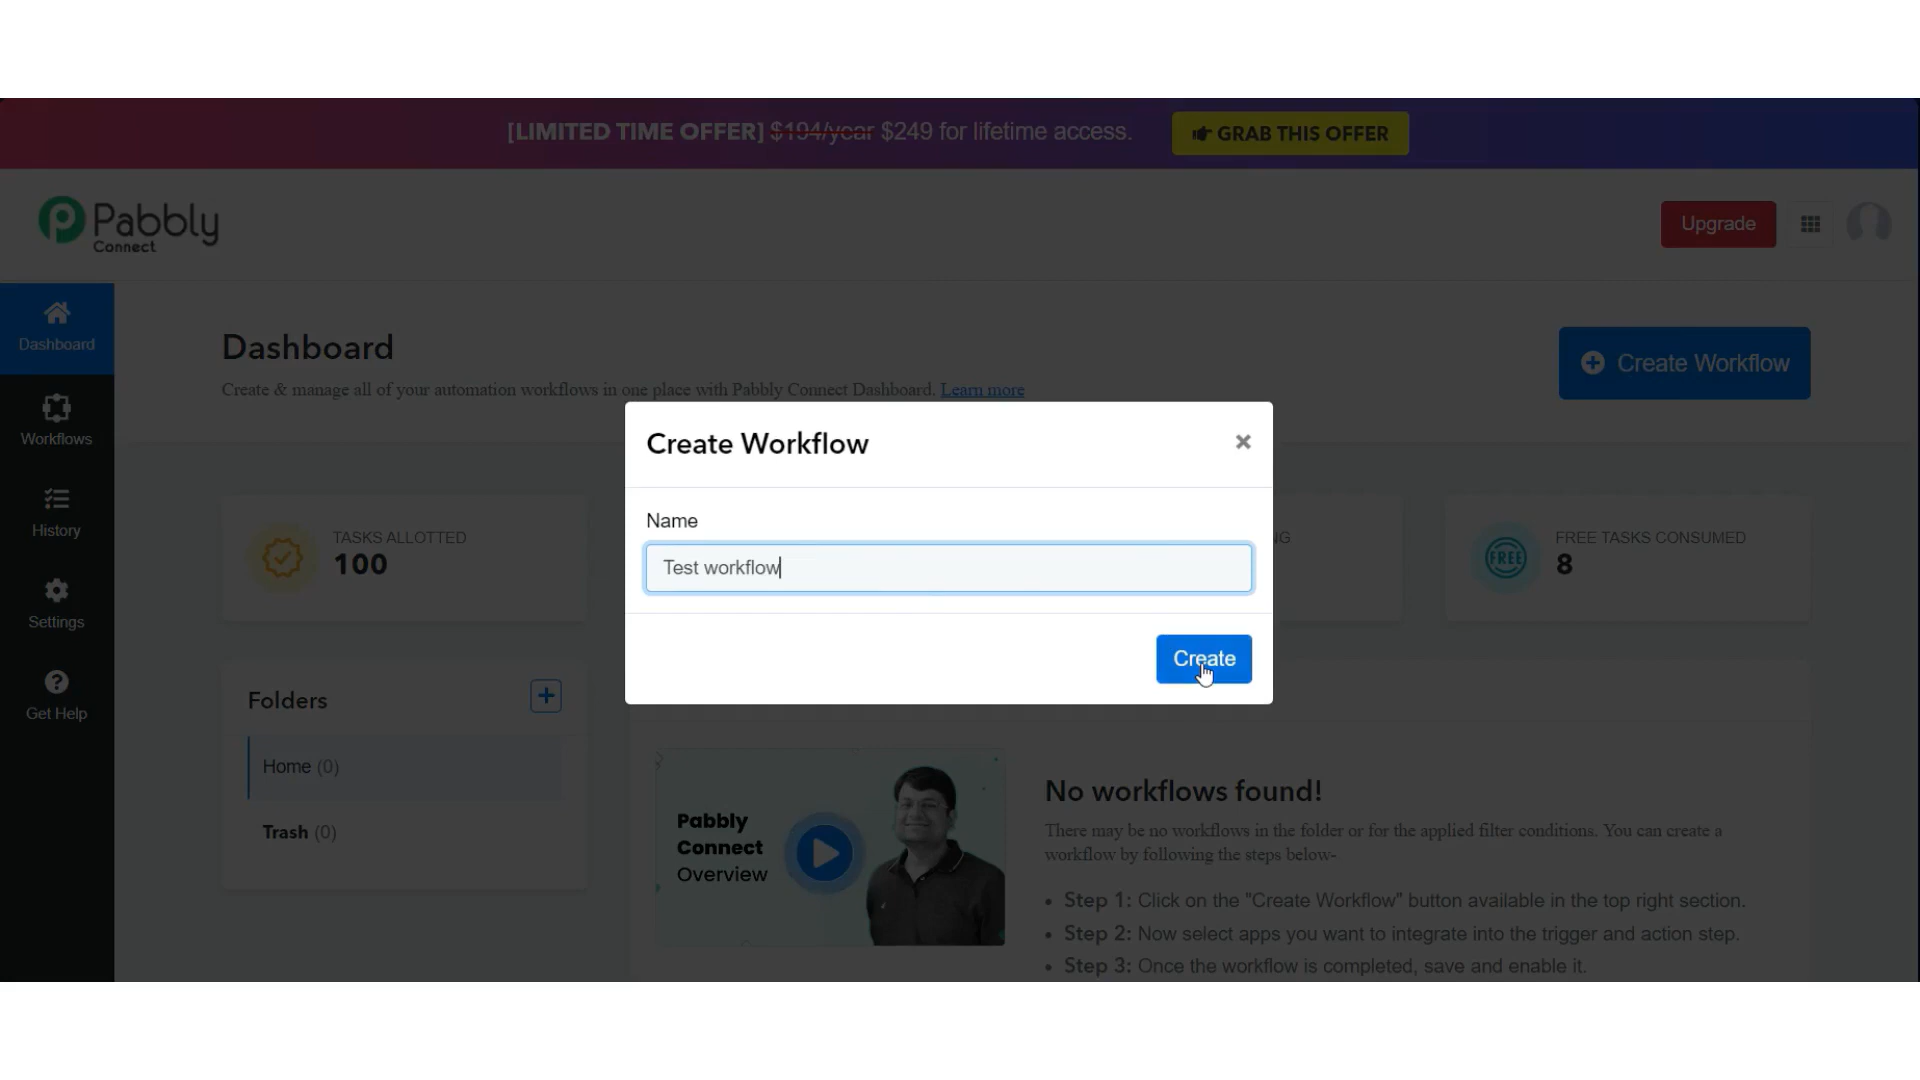 [LIMITED TIME OFFER] $194/year $249 for lifetime access.
GRAB THIS OFFER
Pabbly
Connect
Upgrade
Dashboard
Workflows
History
Settings
Get Help
Dashboard
Create & manage all of your automation workflows in one place with Pabbly Connect Dashboard. Learn more
Create Workflow
Create Workflow
×
Name
Test workflow
Create
TASKS ALLOTTED
100
NG
FREE
FREE TASKS CONSUMED
8
Folders
Home (0)
Trash (0)
Pabbly
Connect
Overview
No workflows found!
There may be no workflows in the folder or for the applied filter conditions. You can create a
workflow by following the steps below-
• Step 1: Click on the "Create Workflow" button available in the top right section.
• Step 2: Now select apps you want to integrate into the trigger and action step.
• Step 3: Once the workflow is completed, save and enable it.